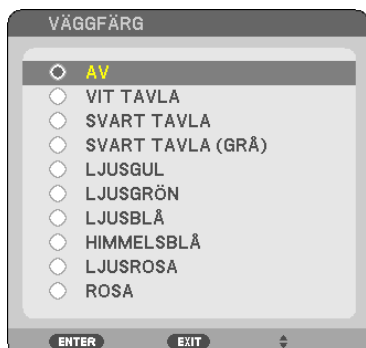 VÄGGFÄRG
AV
VIT TAVLA
SVART TAVLA
SVART TAVLA (GRÅ)
LJUSGUL
LJUSGRÖN
LJUSBLÅ
HIMMELSBLÅ
LJUSROSA
ROSA
ENTER EXIT